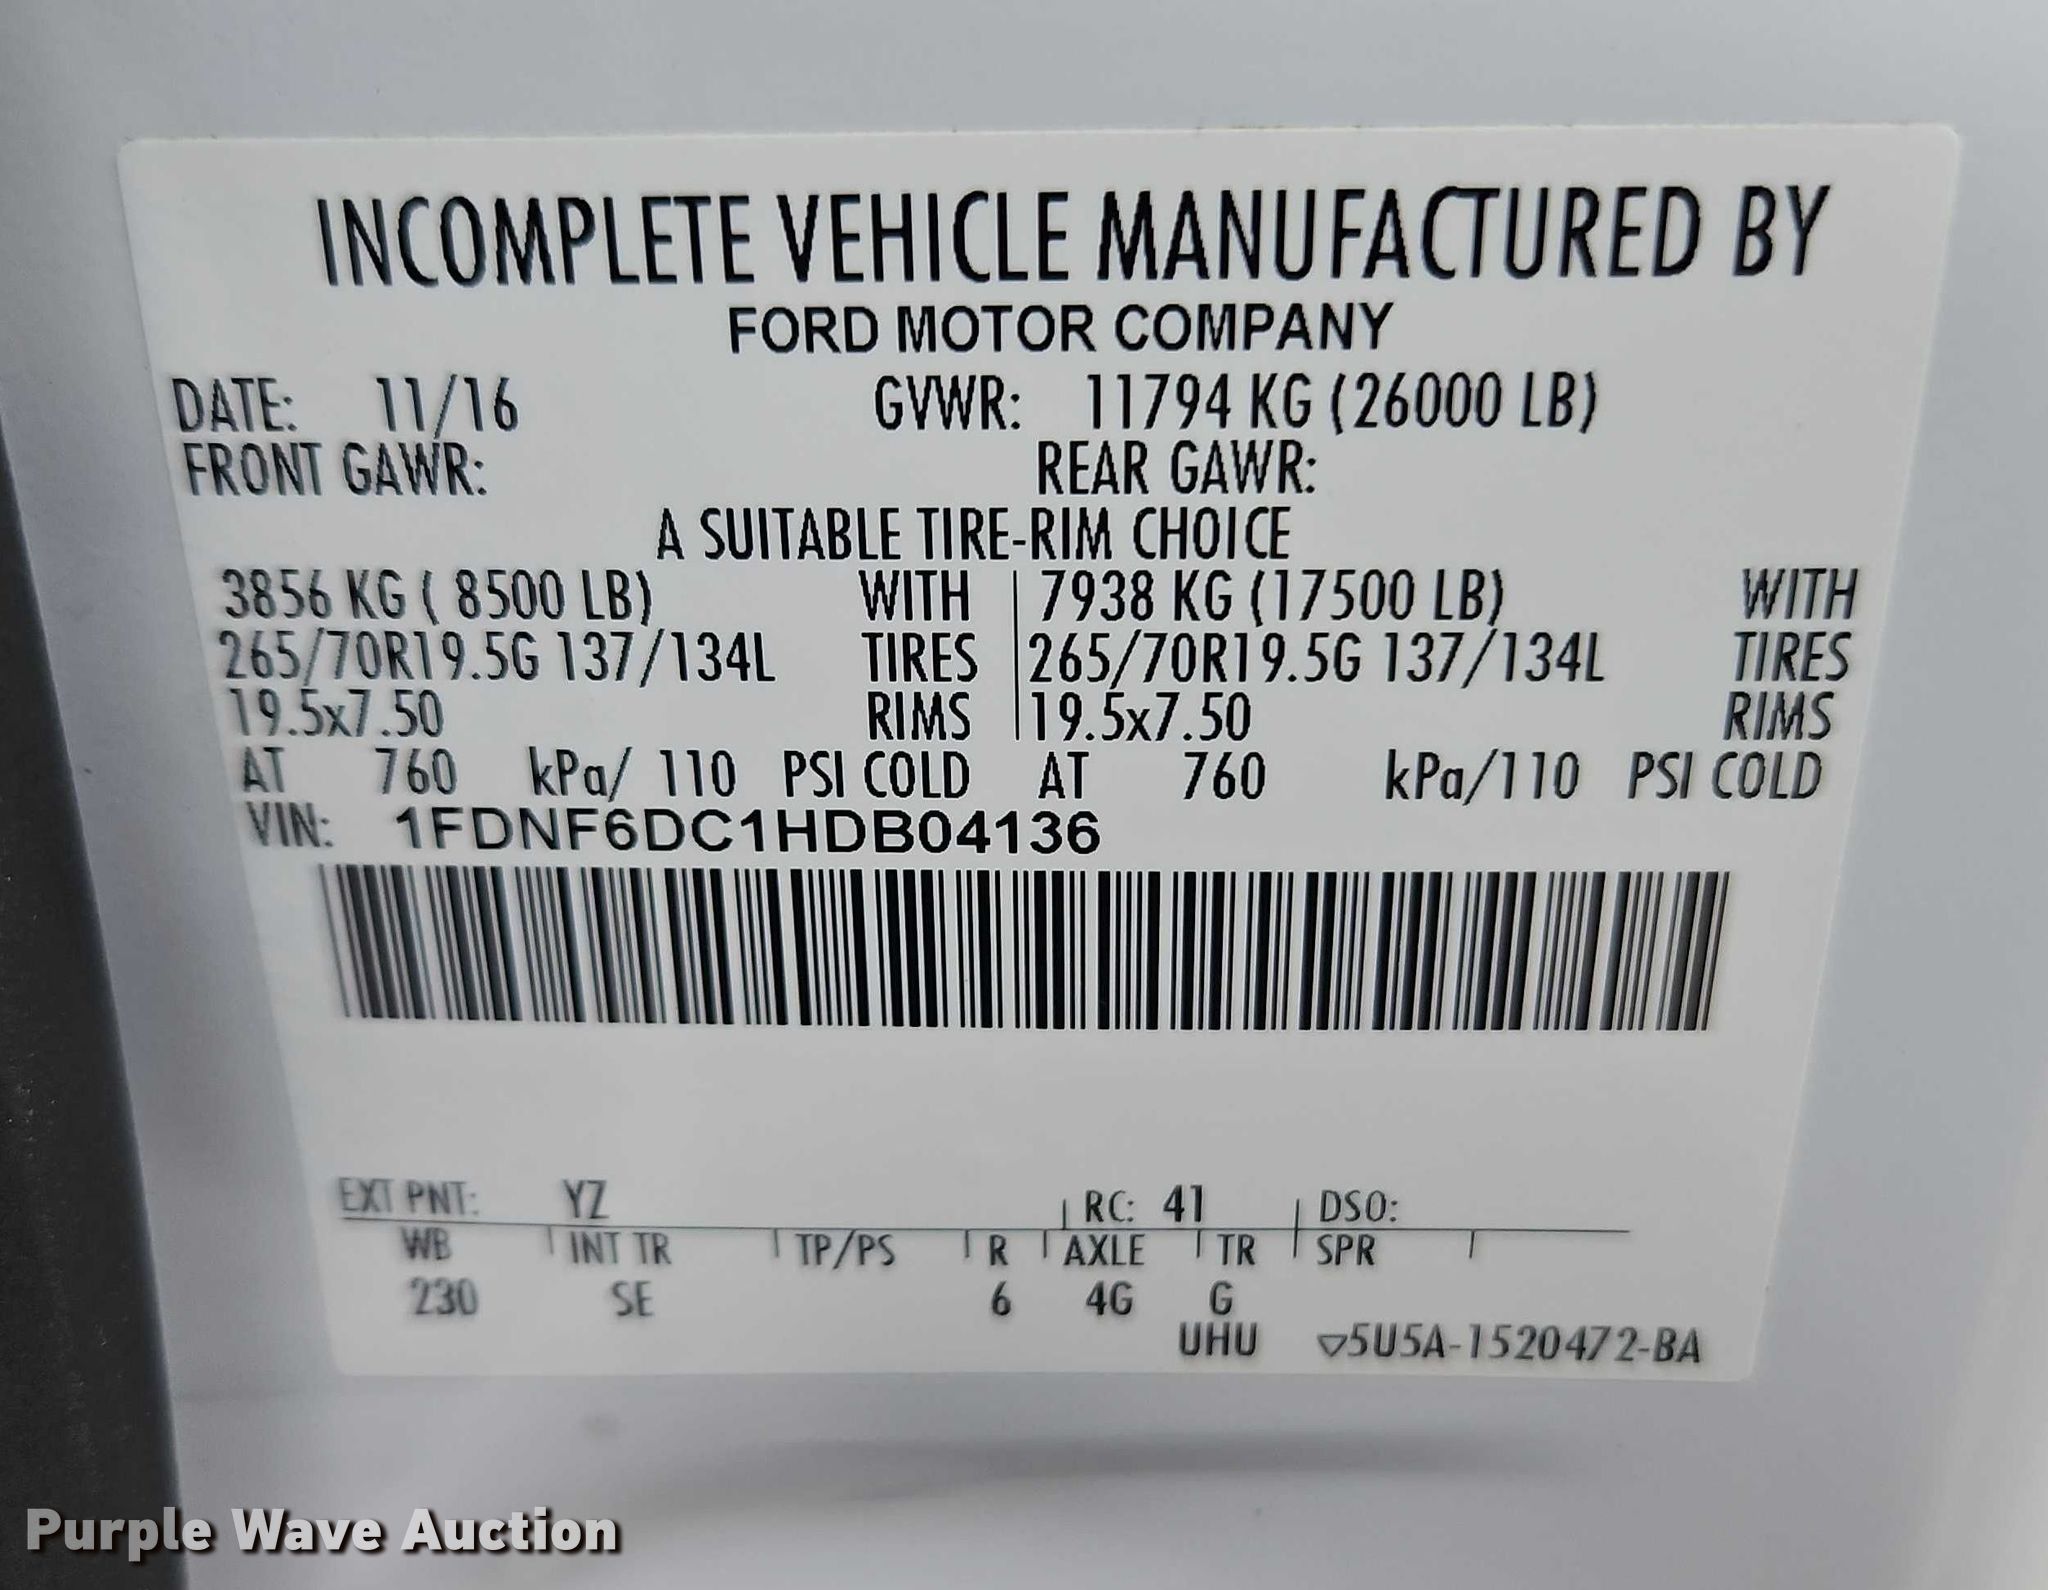 INCOMPLETE VEHICLE MANUFACTURED BY
FORD MOTOR COMPANY
DATE: 11/16 GVWR: 11794 KG (26000 LB)
FRONT GAWR: REAR GAWR:
A SUITABLE TIRE-RIM CHOICE
3856 KG ( 8500 LB) WITH 7938 KG (17500 LB) WITH
265/70R19.5G 137/134L TIRES 265/70R19.5G 137/134L TIRES
19.5x7.50 RIMS 19.5x7.50 RIMS
AT 760 kPa/ 110 PSI COLD AT 760 kPa/110 PSI COLD
VIN: 1FDNF6DC1HDB04136
EXT PNT: YZ RC: 41 DSO:
WB INT TR TP/PS R AXLE TR SPR
230 SE 6 4G G
UHU ▽5U5A-1520472-BA
Purple Wave Auction